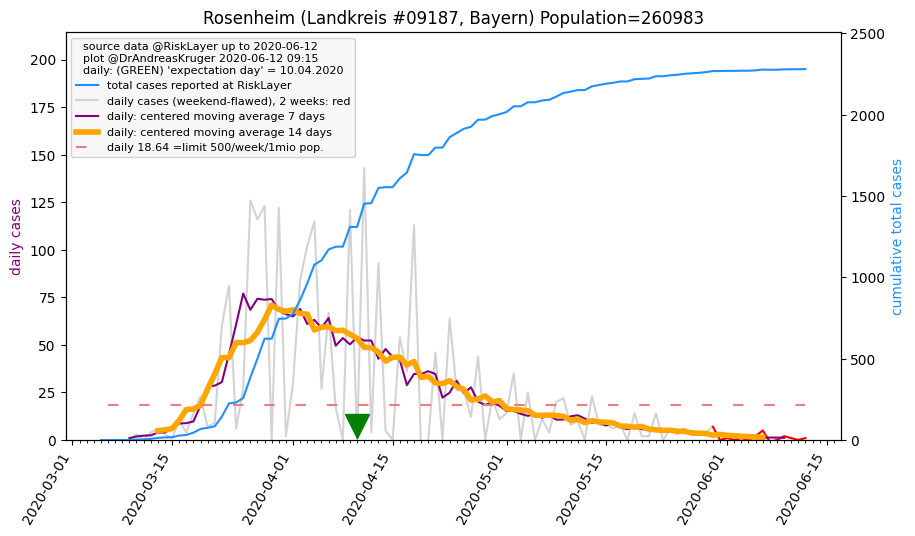 Rosenheim (Landkreis #09187, Bayern) Population=260983
source data @RiskLayer up to 2020-06-12
plot @DrAndreasKruger 2020-06-12 09:15
daily: (GREEN) 'expectation day' = 10.04.2020
total cases reported at RiskLayer
daily cases (weekend-flawed), 2 weeks: red
daily: centered moving average 7 days
daily: centered moving average 14 days
daily 18.64 =limit 500/week/1mio pop.
daily cases
200
175
150
125
100
75
50
25
0
cumulative total cases
2500
2000
1500
1000
500
0
2020-03-01
2020-03-15
2020-04-01
2020-04-15
2020-05-01
2020-05-15
2020-06-01
2020-06-15